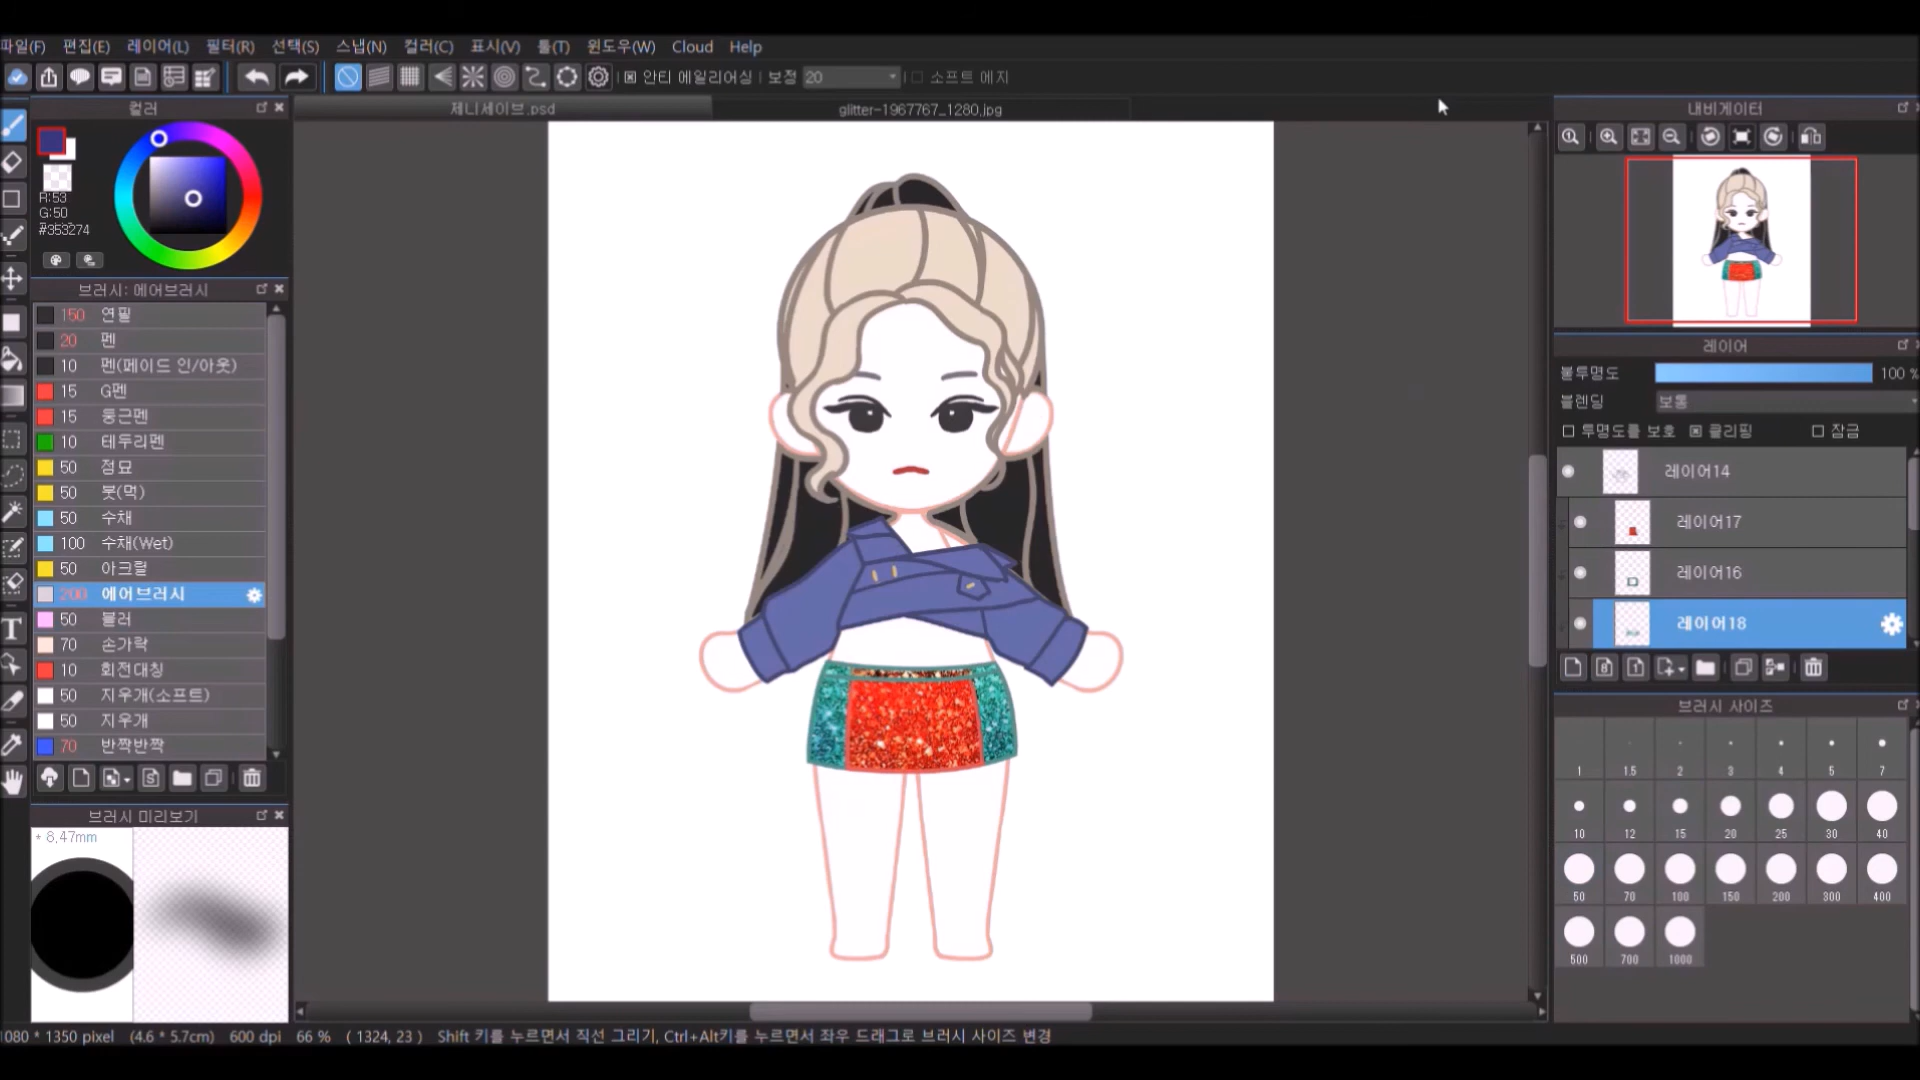 파일(F) 편집(E) 레이어(L) 필터(R) 선택(S) 스냅(N) 컬러(C) 표시(V) 툴(T) 윈도우(W) Cloud Help
안티 에일리어싱 보정 20 소프트 에지
컬러
제니세이브.psd
glitter-1967767_1280.jpg
내비게이터
R:53
G:50
#353274
브러시: 에어브러시
150 연필
20 펜
10 펜(페이드 인/아웃)
15 G펜
15 둥근펜
10 테두리펜
50 점묘
50 붓(먹)
50 수채
100 수채(Wet)
50 아크릴
200 에어브러시
50 블러
70 손가락
10 회전대칭
50 지우개(소프트)
50 지우개
70 반짝반짝
브러시 미리보기
* 8.47mm
레이어
불투명도 100 %
블렌딩 보통
투명도를 보호 클리핑 잠금
레이어14
레이어17
레이어16
레이어18
브러시 사이즈
1 1.5 2 3 4 5 7
10 12 15 20 25 30 40
50 70 100 150 200 300 400
500 700 1000
1080 * 1350 pixel (4.6 * 5.7cm) 600 dpi 66 % ( 1324, 23 ) Shift 키를 누르면서 직선 그리기, Ctrl+Alt키를 누르면서 좌우 드래그로 브러시 사이즈 변경